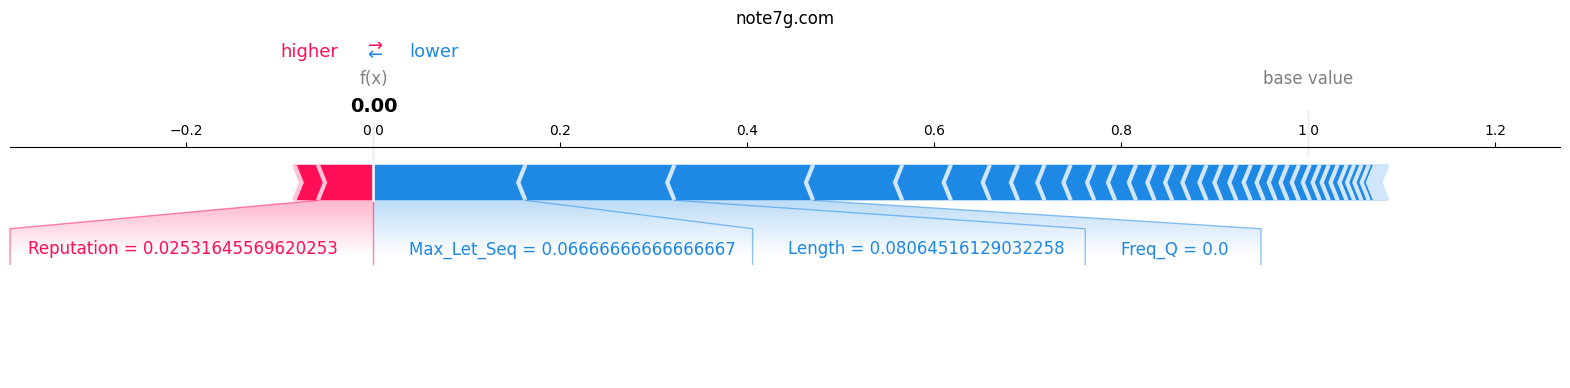 note7g.com
higher ⇄ lower
f(x) base value
0.00
−0.2 0.0 0.2 0.4 0.6 0.8 1.0 1.2
Reputation = 0.02531645569620253 Max_Let_Seq = 0.06666666666666667 Length = 0.08064516129032258 Freq_Q = 0.0